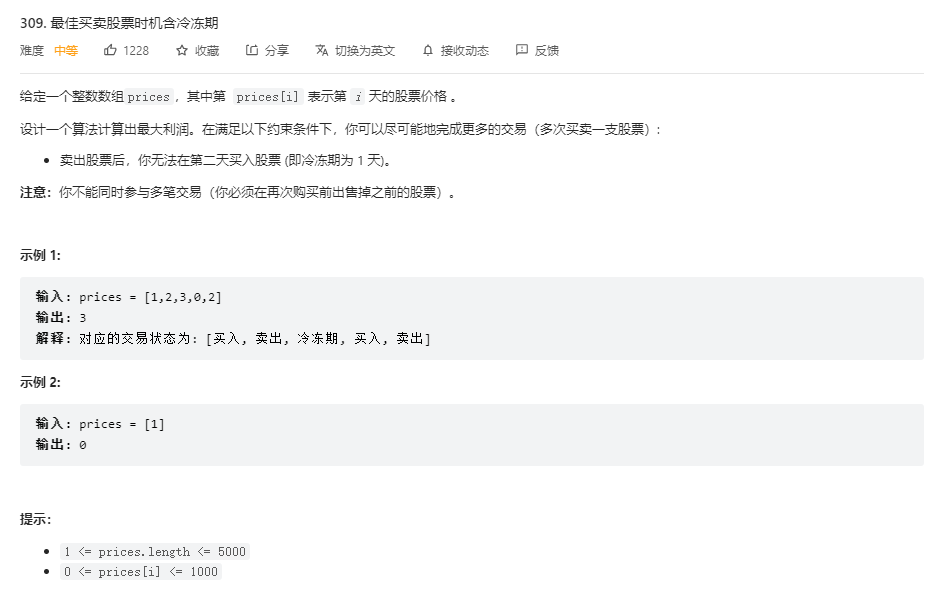 309. 最佳买卖股票时机含冷冻期
难度 中等 1228 收藏 分享 切换为英文 接收动态 反馈
给定一个整数数组prices，其中第 prices[i] 表示第 i 天的股票价格 。
设计一个算法计算出最大利润。在满足以下约束条件下，你可以尽可能地完成更多的交易（多次买卖一支股票）:
• 卖出股票后，你无法在第二天买入股票 (即冷冻期为 1 天)。
注意：你不能同时参与多笔交易（你必须在再次购买前出售掉之前的股票）。
示例 1:
输入: prices = [1,2,3,0,2]
输出: 3
解释: 对应的交易状态为: [买入, 卖出, 冷冻期, 买入, 卖出]
示例 2:
输入: prices = [1]
输出: 0
提示：
• 1 <= prices.length <= 5000
• 0 <= prices[i] <= 1000